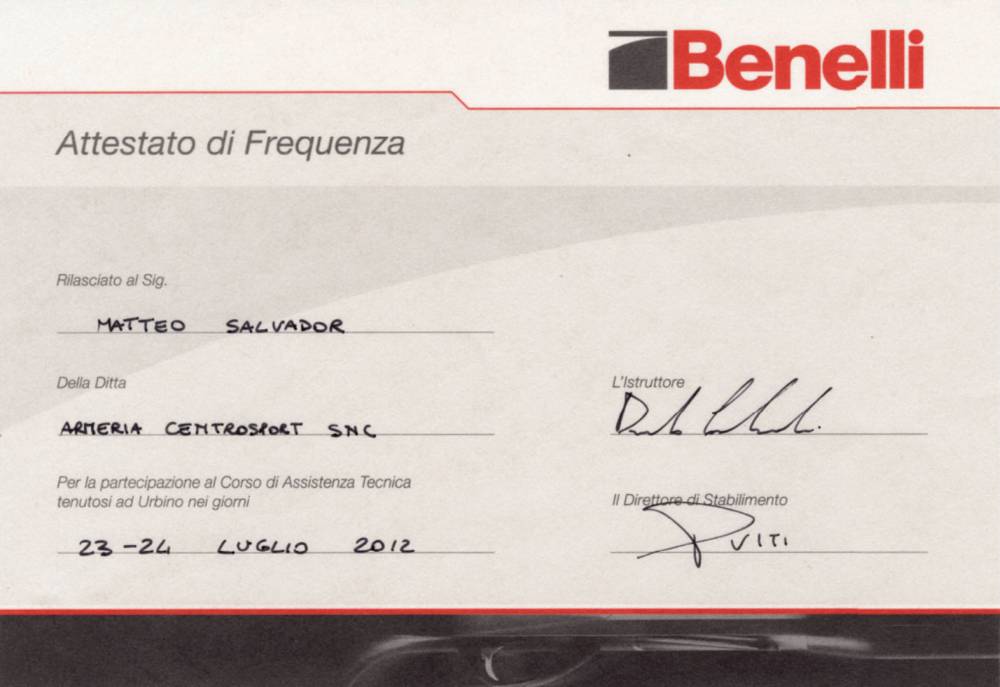 Benelli
Attestato di Frequenza
Rilasciato al Sig.
MATTEO SALVADOR
Della Ditta
ARMERIA CENTROSPORT SNC
Per la partecipazione al Corso di Assistenza Tecnica
tenutosi ad Urbino nei giorni
23-24 LUGLIO 2012
L'Istruttore
Il Direttore di Stabilimento
VITI